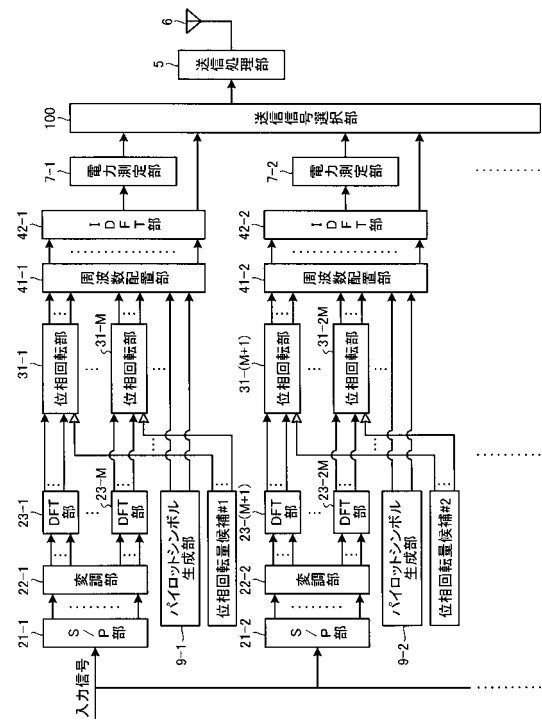 入力信号
21-1
S/P部
22-1
変調部
23-1
DFT部
23-M
DFT部
31-1
位相回転部
31-M
位相回転部
41-1
周波数配置部
42-1
IDFT部
7-1
電力測定部
100
送信信号選択部
5
送信処理部
6
9-1
パイロットシンボル
生成部
位相回転量候補#1
21-2
S/P部
22-2
変調部
23-(M+1)
DFT部
23-2M
DFT部
31-(M+1)
位相回転部
31-2M
位相回転部
41-2
周波数配置部
42-2
IDFT部
7-2
電力測定部
9-2
パイロットシンボル
生成部
位相回転量候補#2